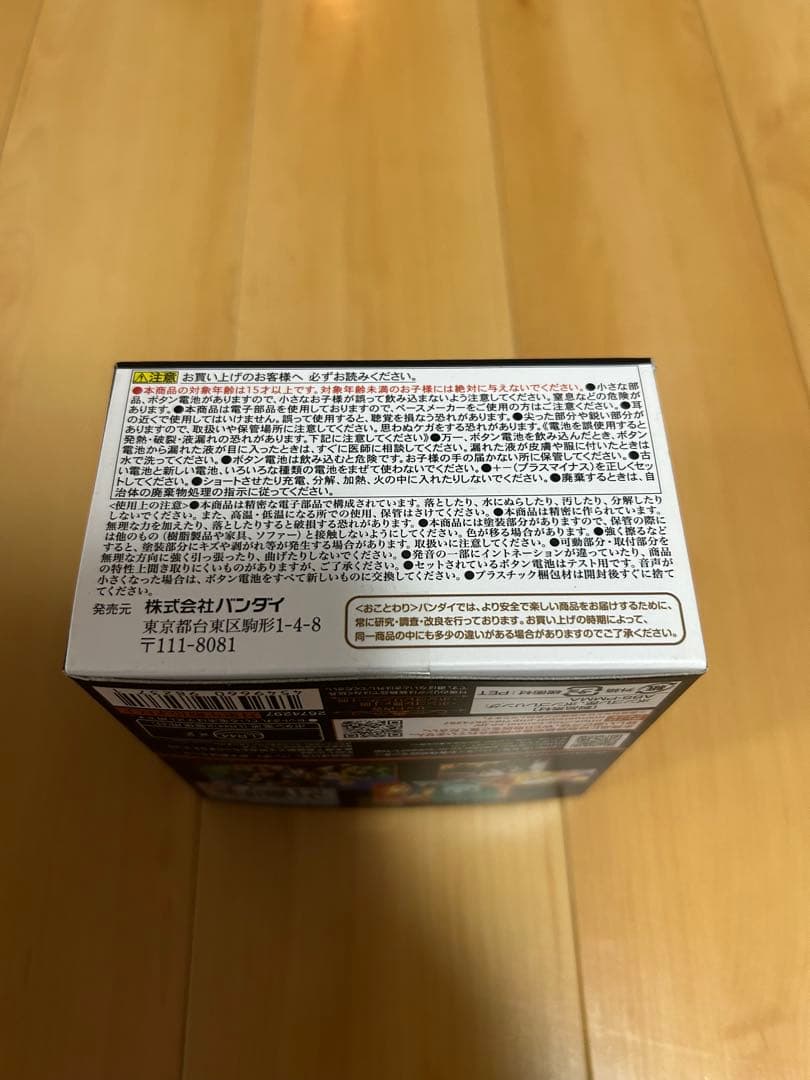 ⚠注意 お買い上げのお客様へ 必ずお読みください。
●本商品の対象年齢は15才以上です。対象年齢未満のお子様には絶対に与えないでください。●小さな部
品、ボタン電池がありますので、小さなお子様が誤って飲み込まないよう注意してください。窒息などの危険が
あります。●本商品は電子部品を使用しておりますので、ペースメーカーをご使用の方はご注意ください。●耳
の近くで使用してはいけません。誤って使用すると、聴覚を損なう恐れがあります。●尖った部分や鋭い部分が
ありますので、取扱いや保管場所に注意してください。思わぬケガをする恐れがあります。《電池を誤使用すると
発熱・破裂・液漏れの恐れがあります。下記に注意してください》●万一、ボタン電池を飲み込んだとき、ボタン
電池から漏れた液が目に入ったときは、すぐに医師に相談してください。漏れた液が皮膚や服に付いたときは
水で洗ってください。●ボタン電池は飲み込むと危険です。お子様の手の届かない所に保管してください。●古
い電池と新しい電池、いろいろな種類の電池をまぜて使わないでください。●+−(プラスマイナス)を正しくセッ
トしてください。●ショートさせたり充電、分解、加熱、火の中に入れたりしないでください。●廃棄するときは、自
治体の廃棄物処理の指示に従ってください。
<使用上の注意>●本商品は精密な電子部品で構成されています。落としたり、水にぬらしたり、汚したり、分解したり
しないでください。また、高温・低温になる所での使用、保管はさけてください。●本商品は精密に作られています。
無理な力を加えたり、落としたりすると破損する恐れがあります。●本商品には塗装部分がありますので、保管の際に
は他のもの(樹脂製品や家具、ソファー)と接触しないようにしてください。色が移る場合があります。●強く擦るなど
すると、塗装部分にキズや剥がれ等が発生する場合があります。取扱いに注意してください。●可動部分・取付部分を
無理な方向に強く引っ張ったり、曲げたりしないでください。●発音の一部にイントネーションが違っていたり、商品
の特性上聞き取りにくいものがありますが、ご了承ください。●セットされているボタン電池はテスト用です。音声が
小さくなった場合は、ボタン電池をすべて新しいものに交換してください。●プラスチック梱包材は開封後すぐに捨て
てください。
発売元 株式会社バンダイ
東京都台東区駒形1-4-8
〒111-8081
<おことわり>バンダイでは、より安全で楽しい商品をお届けするために、
常に研究・調査・改良を行っております。お買い上げの時期によって、
同一商品の中にも多少の違いがある場合がありますのでご了承ください。
2674297
ABS・PMMA
緩衝材:PET